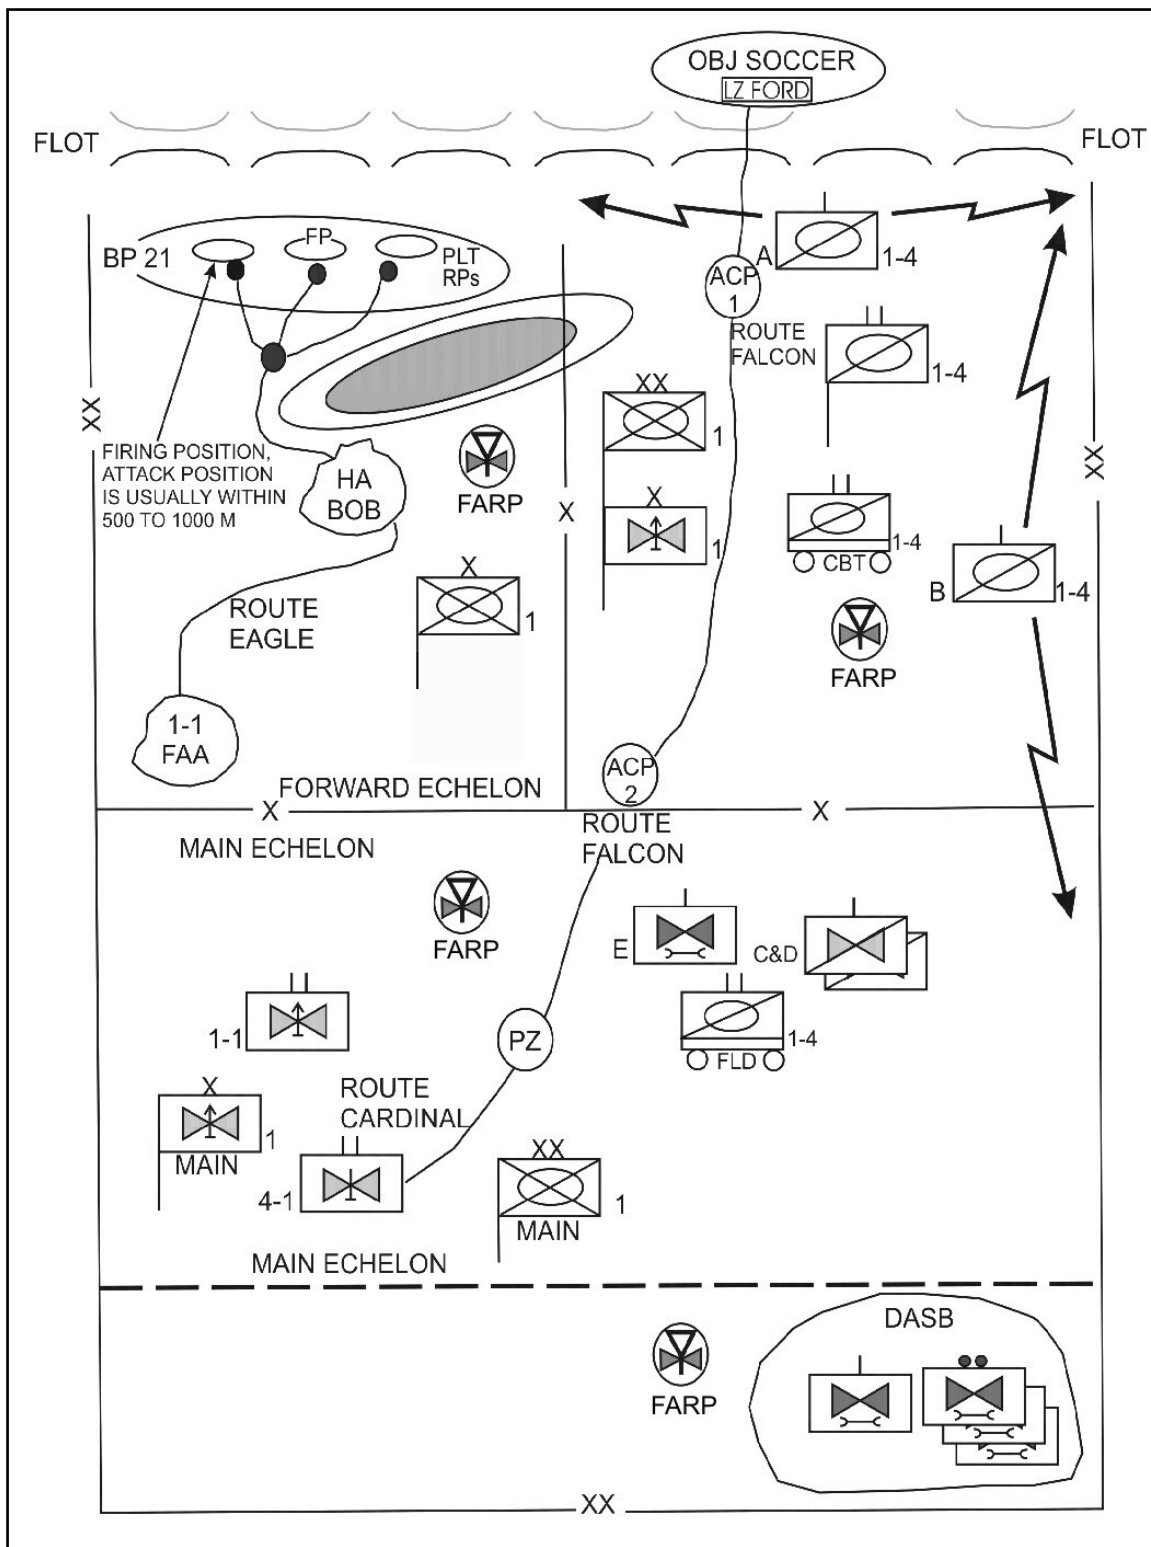 OBJ SOCCER
LZ FORD
FLOT
FLOT
BP 21
FP
PLT
RPs
A
1-4
ACP
1
ROUTE
FALCON
1-4
XX
XX
1
XX
FIRING POSITION,
ATTACK POSITION
IS USUALLY WITHIN
500 TO 1000 M
HA
BOB
FARP
X
X
1
1-4
CBT
B
1-4
X
1
ROUTE
EAGLE
FARP
1-1
FAA
ACP
2
FORWARD ECHELON
X
X
MAIN ECHELON
ROUTE
FALCON
FARP
E
C&D
1-1
PZ
1-4
FLD
X
1
MAIN
ROUTE
CARDINAL
4-1
XX
1
MAIN
MAIN ECHELON
DASB
FARP
XX